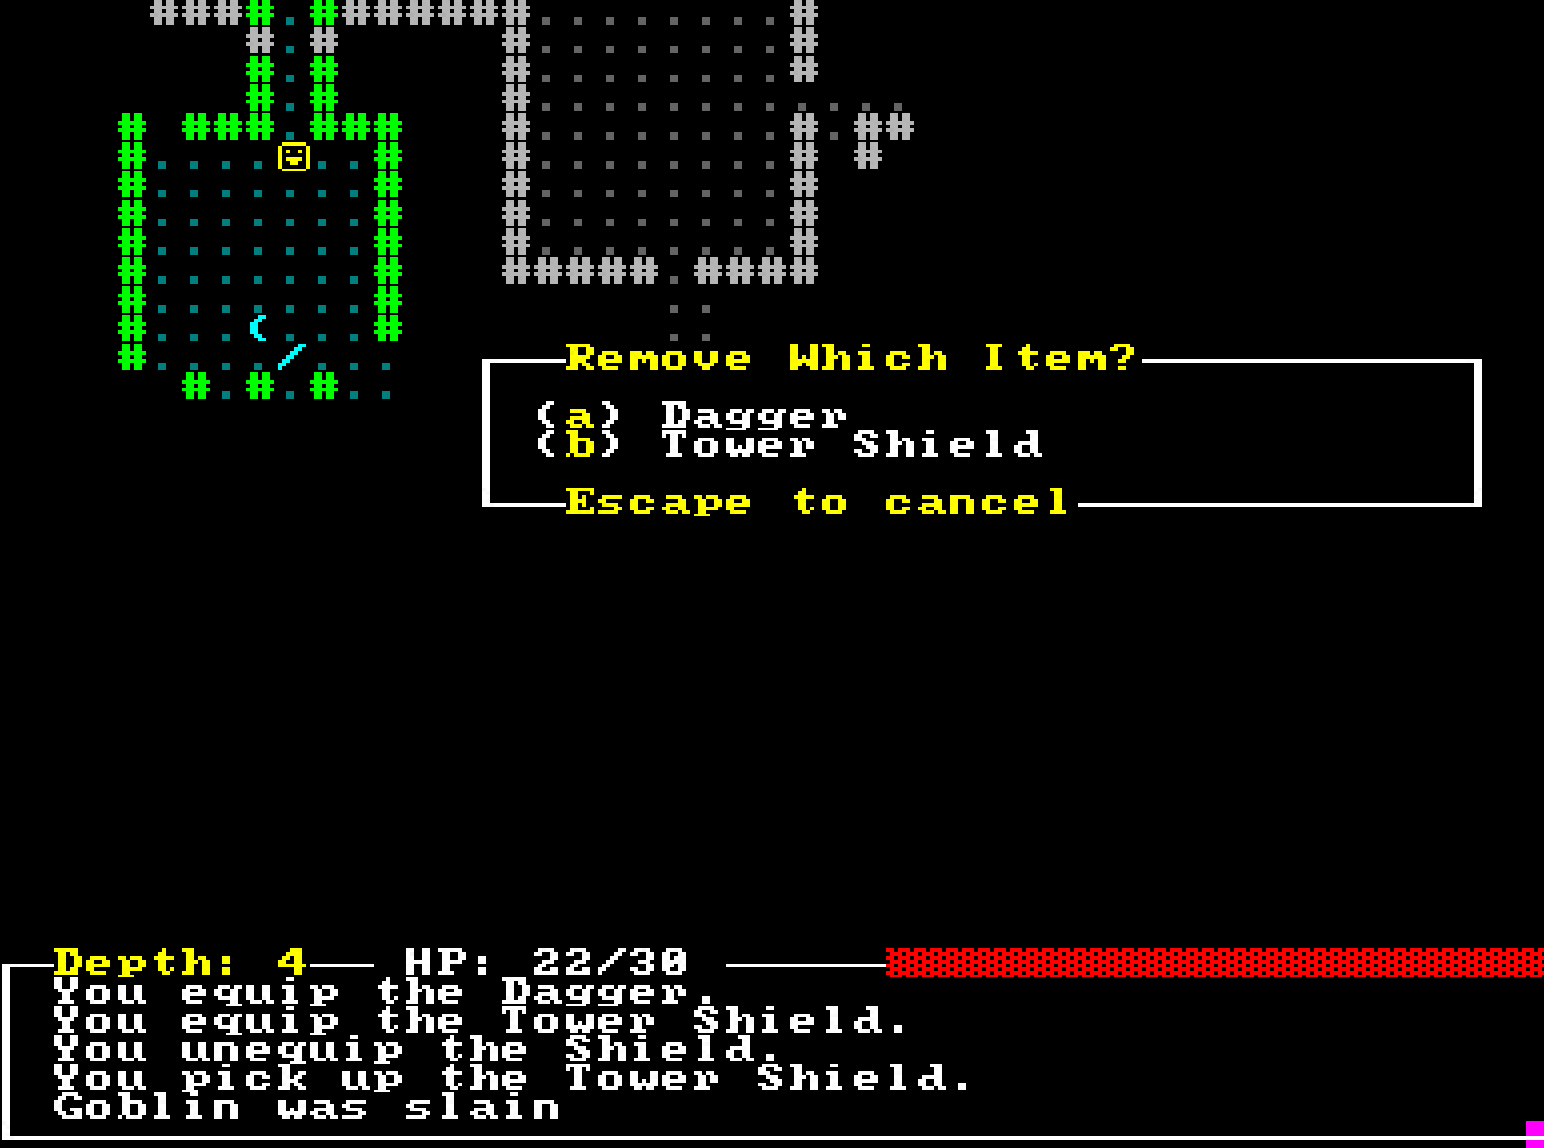 Remove Which Item?
(a) Dagger
(b) Tower Shield
Escape to cancel
Depth: 4 HP: 22/30
You equip the Dagger.
You equip the Tower Shield.
You unequip the Shield.
You pick up the Tower Shield.
Goblin was slain